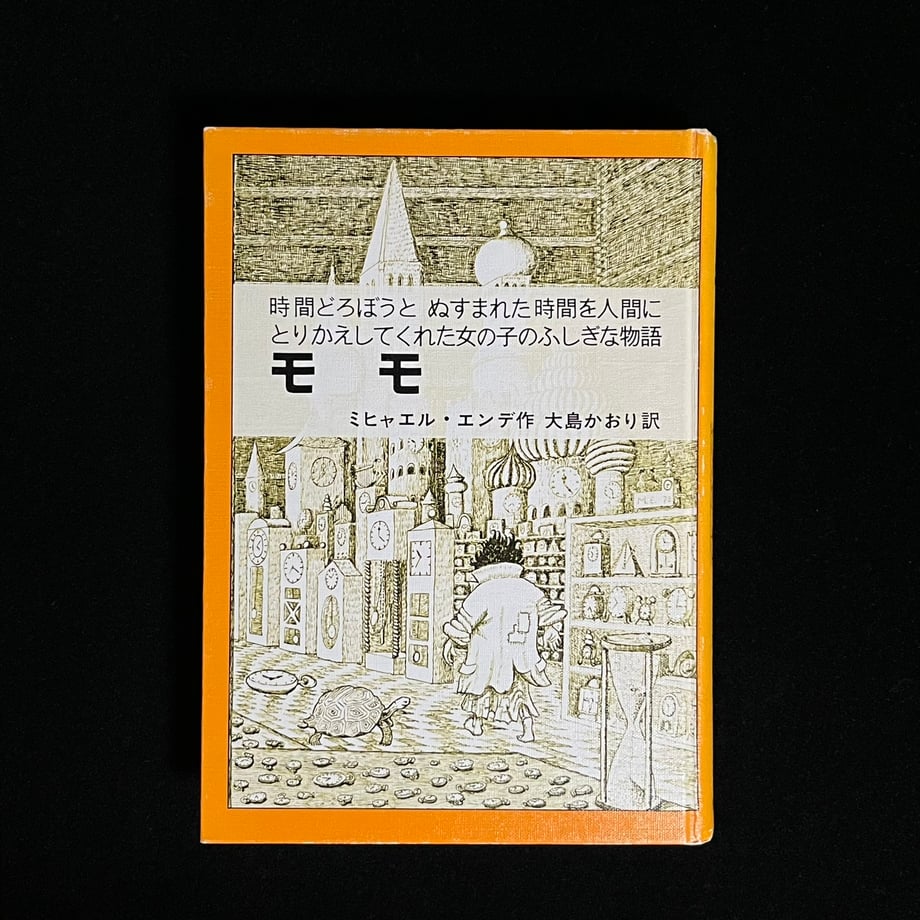 時間どろぼうと ぬすまれた時間を人間に
とりかえしてくれた女の子のふしぎな物語
モモ
ミヒャエル・エンデ作 大島かおり訳